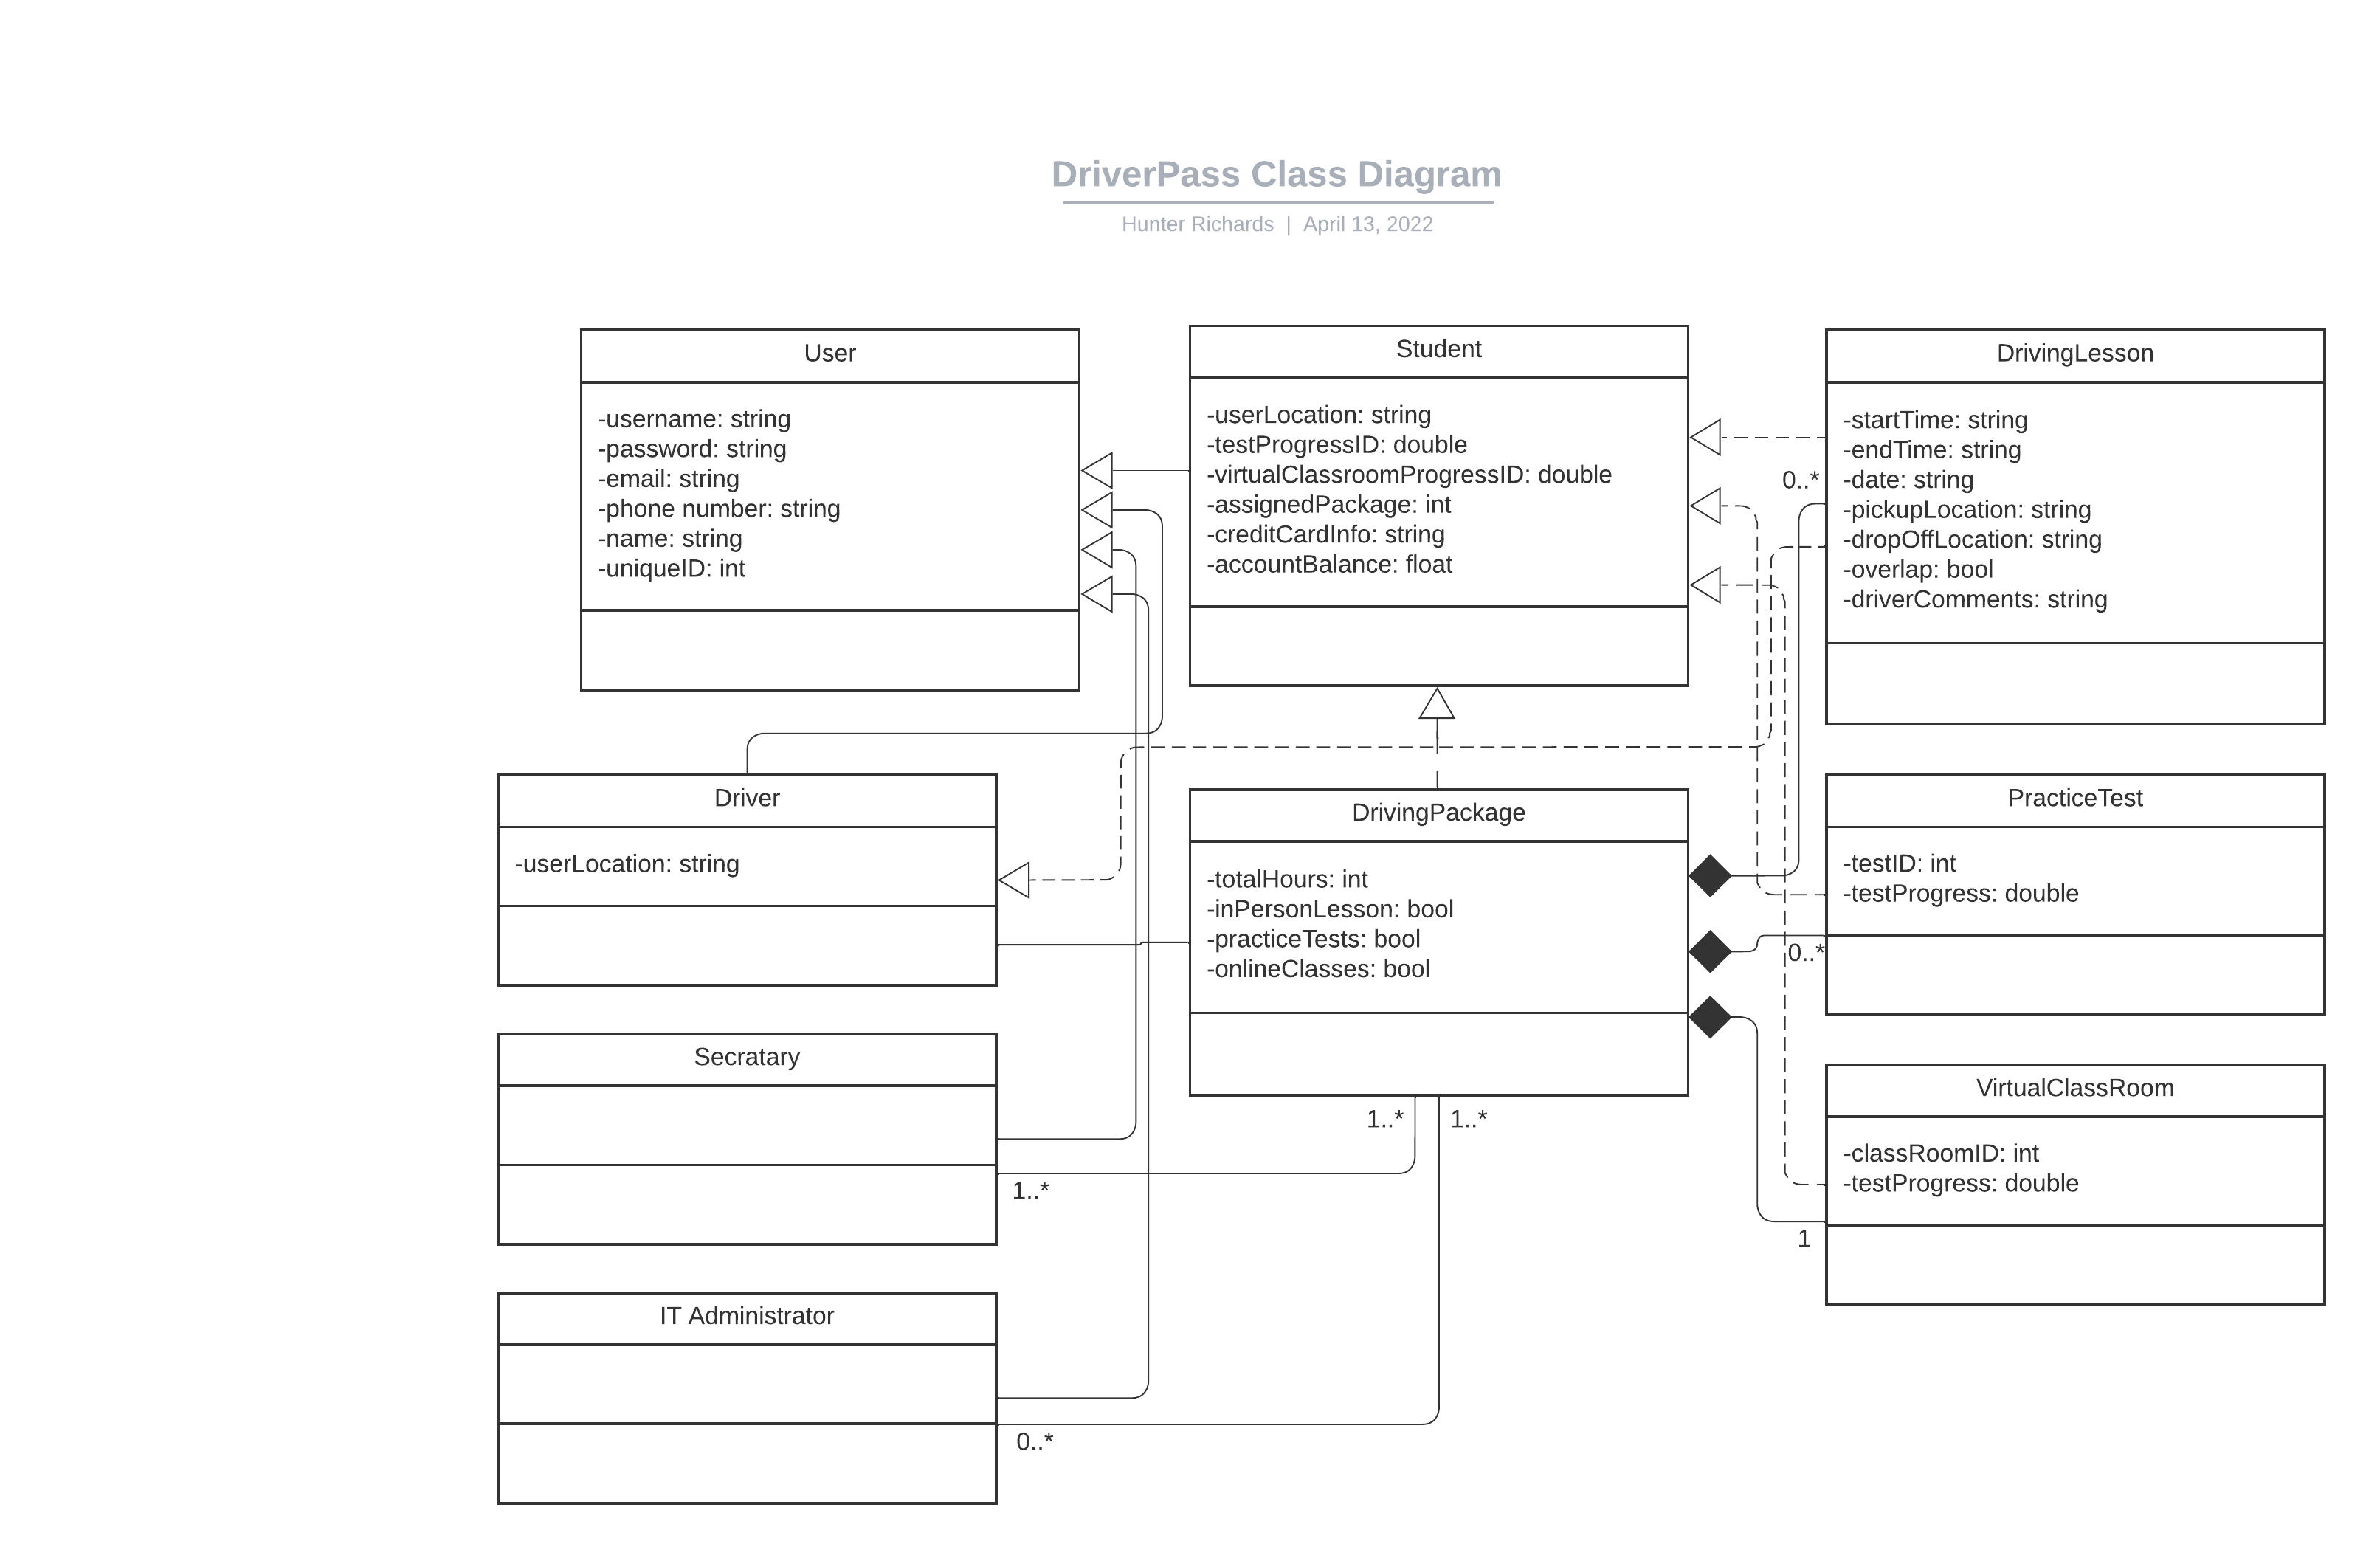 DriverPass Class Diagram
Hunter Richards | April 13, 2022
User
-username: string
-password: string
-email: string
-phone number: string
-name: string
-uniqueID: int
Student
-userLocation: string
-testProgressID: double
-virtualClassroomProgressID: double
-assignedPackage: int
-creditCardInfo: string
-accountBalance: float
DrivingLesson
-startTime: string
-endTime: string
-date: string
-pickupLocation: string
-dropOffLocation: string
-overlap: bool
-driverComments: string
0..*
Driver
-userLocation: string
DrivingPackage
-totalHours: int
-inPersonLesson: bool
-practiceTests: bool
-onlineClasses: bool
PracticeTest
-testID: int
-testProgress: double
0..*
Secratary
1..*
1..*
1..*
VirtualClassRoom
-classRoomID: int
-testProgress: double
1
IT Administrator
0..*